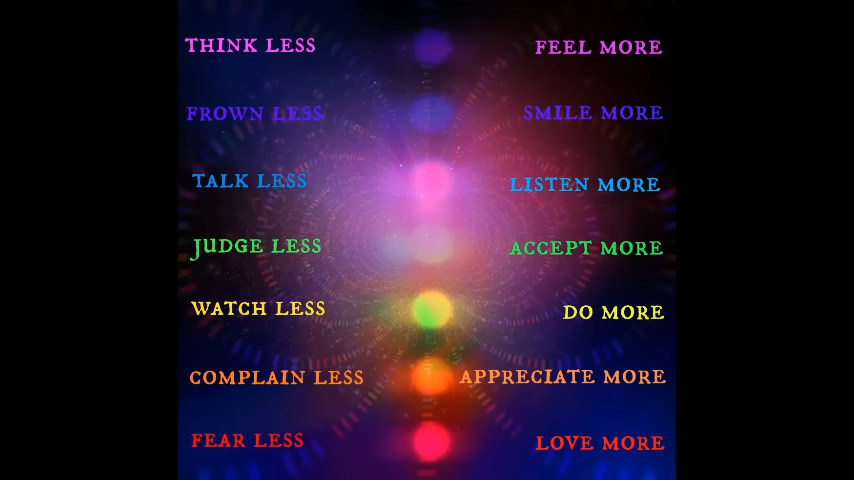 THINK LESS FEEL MORE
FROWN LESS SMILE MORE
TALK LESS LISTEN MORE
JUDGE LESS ACCEPT MORE
WATCH LESS DO MORE
COMPLAIN LESS APPRECIATE MORE
FEAR LESS LOVE MORE